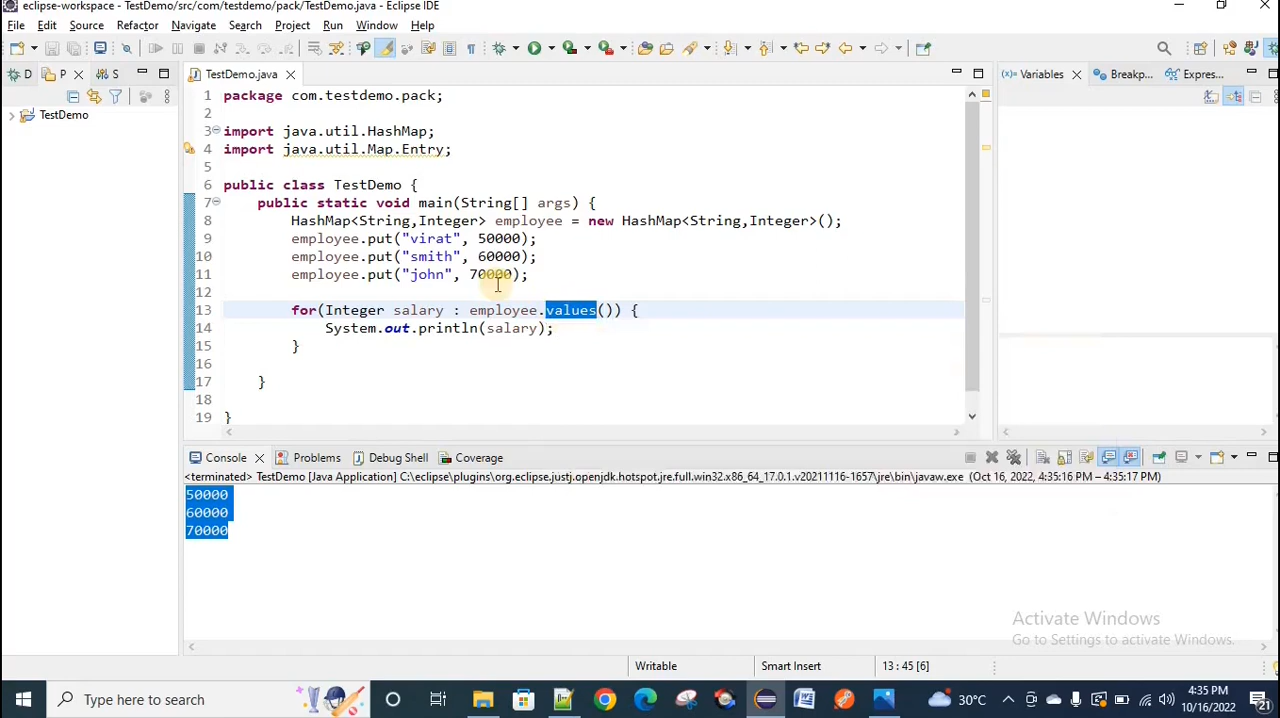 eclipse-workspace - TestDemo/src/com/testdemo/pack/TestDemo.java - Eclipse IDE
File Edit Source Refactor Navigate Search Project Run Window Help
D P S TestDemo.java Variables Breakp... Expres...
TestDemo
1 package com.testdemo.pack;
2
3 import java.util.HashMap;
4 import java.util.Map.Entry;
5
6 public class TestDemo {
7 public static void main(String[] args) {
8 HashMap<String,Integer> employee = new HashMap<String,Integer>();
9 employee.put("virat", 50000);
10 employee.put("smith", 60000);
11 employee.put("john", 70000);
12
13 for(Integer salary : employee.values()) {
14 System.out.println(salary);
15 }
16
17 }
18
19 }
Console Problems Debug Shell Coverage
<terminated> TestDemo [Java Application] C:\eclipse\plugins\org.eclipse.justj.openjdk.hotspot.jre.full.win32.x86_64_17.0.1.v20211116-1657\jre\bin\javaw.exe (Oct 16, 2022, 4:35:16 PM – 4:35:17 PM)
50000
60000
70000
Activate Windows
Go to Settings to activate Windows.
Writable Smart Insert 13 : 45 [6]
Type here to search
30°C
4:35 PM
10/16/2022
21